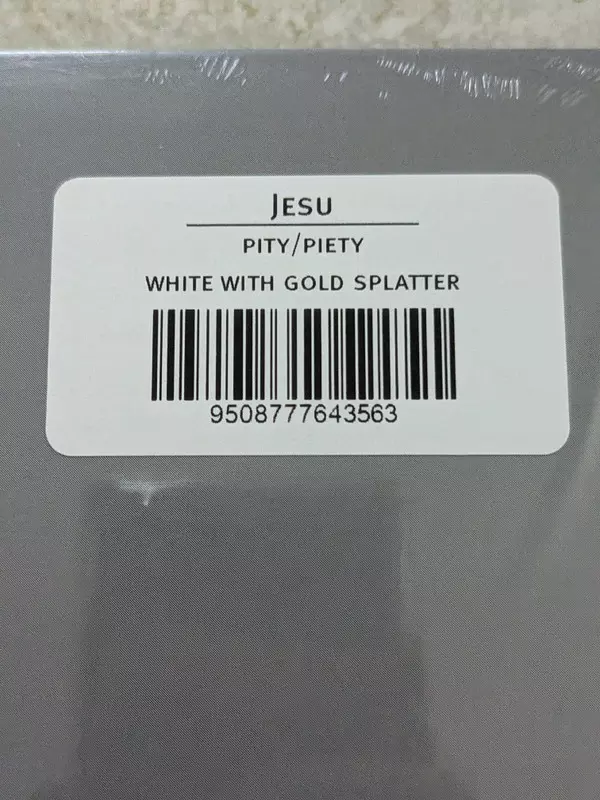 Jesu
PITY/PIETY
WHITE WITH GOLD SPLATTER
9508777643563